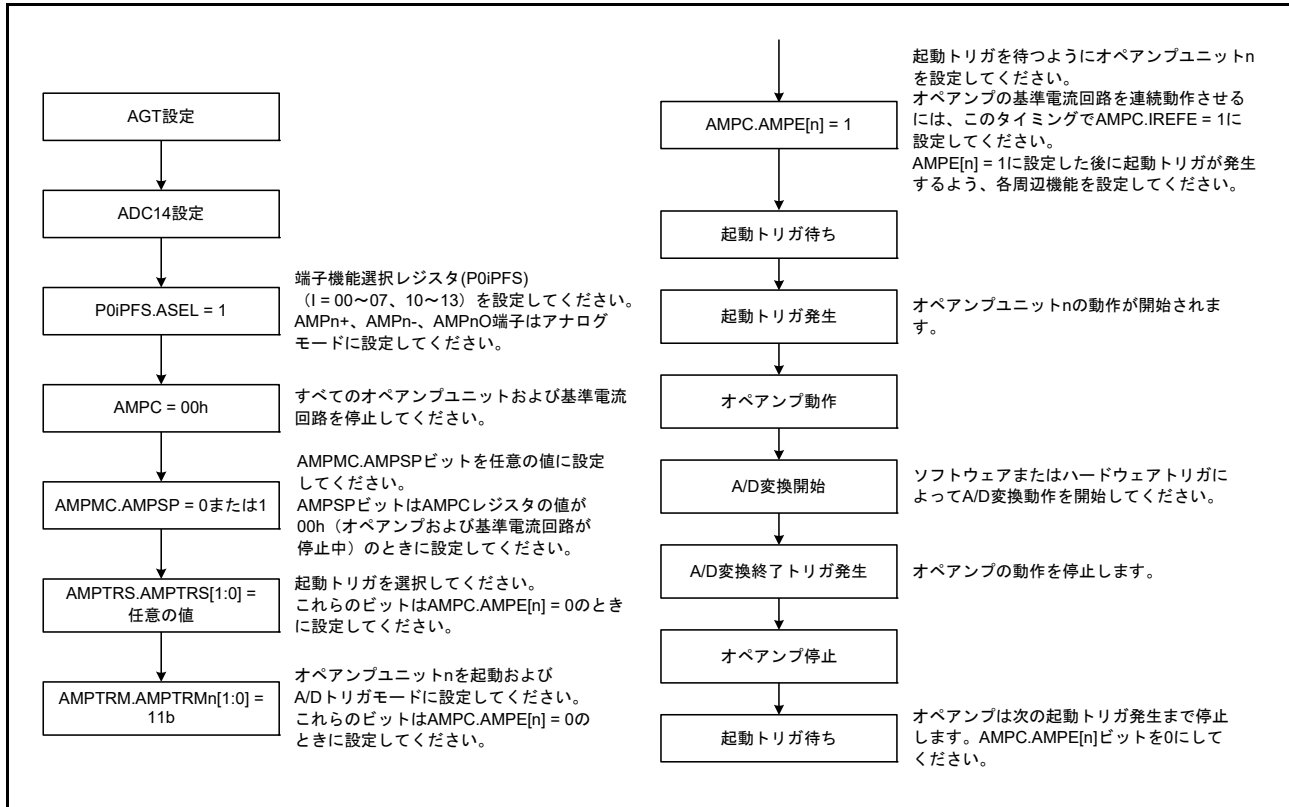 AGT設定
ADC14設定
P0iPFS.ASEL = 1
端子機能選択レジスタ(P0iPFS)
（I = 00～07、10～13）を設定してください。
AMPn+、AMPn-、AMPnO端子はアナログ
モードに設定してください。
AMPC = 00h
すべてのオペアンプユニットおよび基準電流
回路を停止してください。
AMPMC.AMPSP = 0または1
AMPMC.AMPSPビットを任意の値に設定
してください。
AMPSPビットはAMPCレジスタの値が
00h（オペアンプおよび基準電流回路が
停止中）のときに設定してください。
AMPTRS.AMPTRS[1:0] =
任意の値
起動トリガを選択してください。
これらのビットはAMPC.AMPE[n] = 0のとき
に設定してください。
AMPTRM.AMPTRMn[1:0] =
11b
オペアンプユニットnを起動および
A/Dトリガモードに設定してください。
これらのビットはAMPC.AMPE[n] = 0の
ときに設定してください。
AMPC.AMPE[n] = 1
起動トリガを待つようにオペアンプユニットn
を設定してください。
オペアンプの基準電流回路を連続動作させる
には、このタイミングでAMPC.IREFE = 1に
設定してください。
AMPE[n] = 1に設定した後に起動トリガが発生
するよう、各周辺機能を設定してください。
起動トリガ待ち
起動トリガ発生
オペアンプユニットnの動作が開始されま
す。
オペアンプ動作
A/D変換開始
ソフトウェアまたはハードウェアトリガに
よってA/D変換動作を開始してください。
A/D変換終了トリガ発生
オペアンプの動作を停止します。
オペアンプ停止
起動トリガ待ち
オペアンプは次の起動トリガ発生まで停止
します。AMPC.AMPE[n]ビットを0にして
ください。